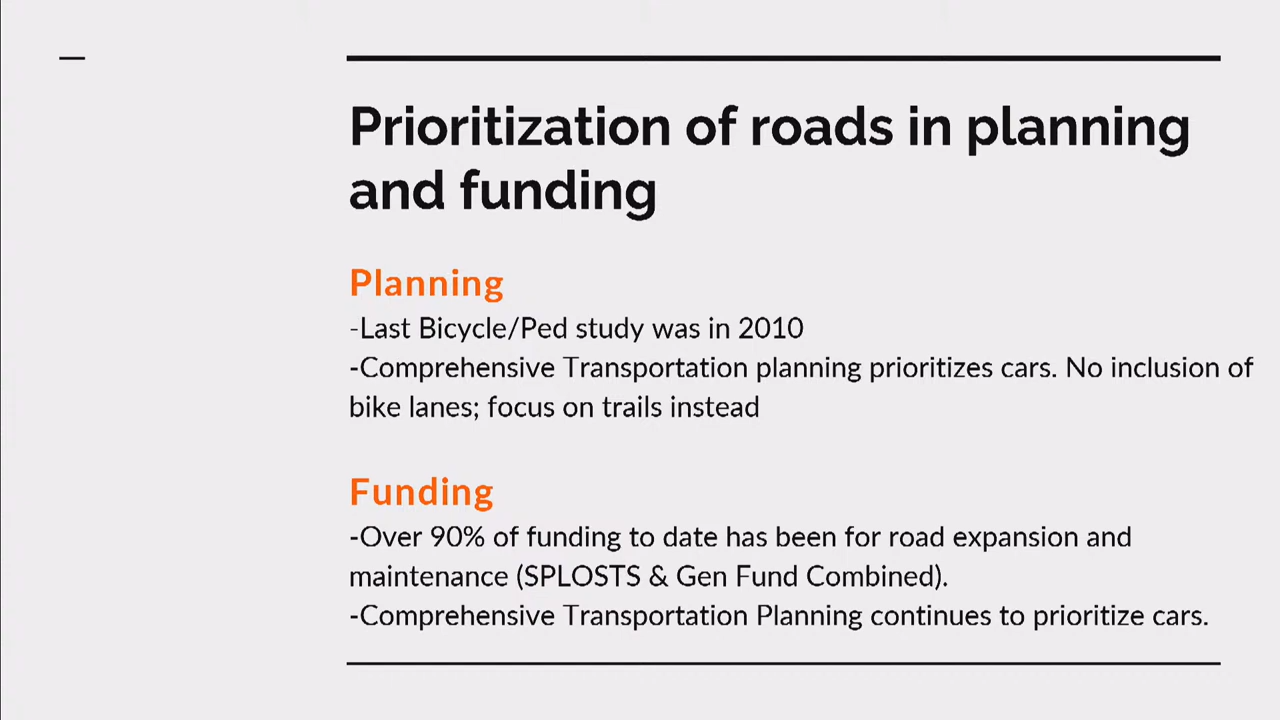 Prioritization of roads in planning
and funding
Planning
-Last Bicycle/Ped study was in 2010
-Comprehensive Transportation planning prioritizes cars. No inclusion of
bike lanes; focus on trails instead
Funding
-Over 90% of funding to date has been for road expansion and
maintenance (SPLOSTS & Gen Fund Combined).
-Comprehensive Transportation Planning continues to prioritize cars.